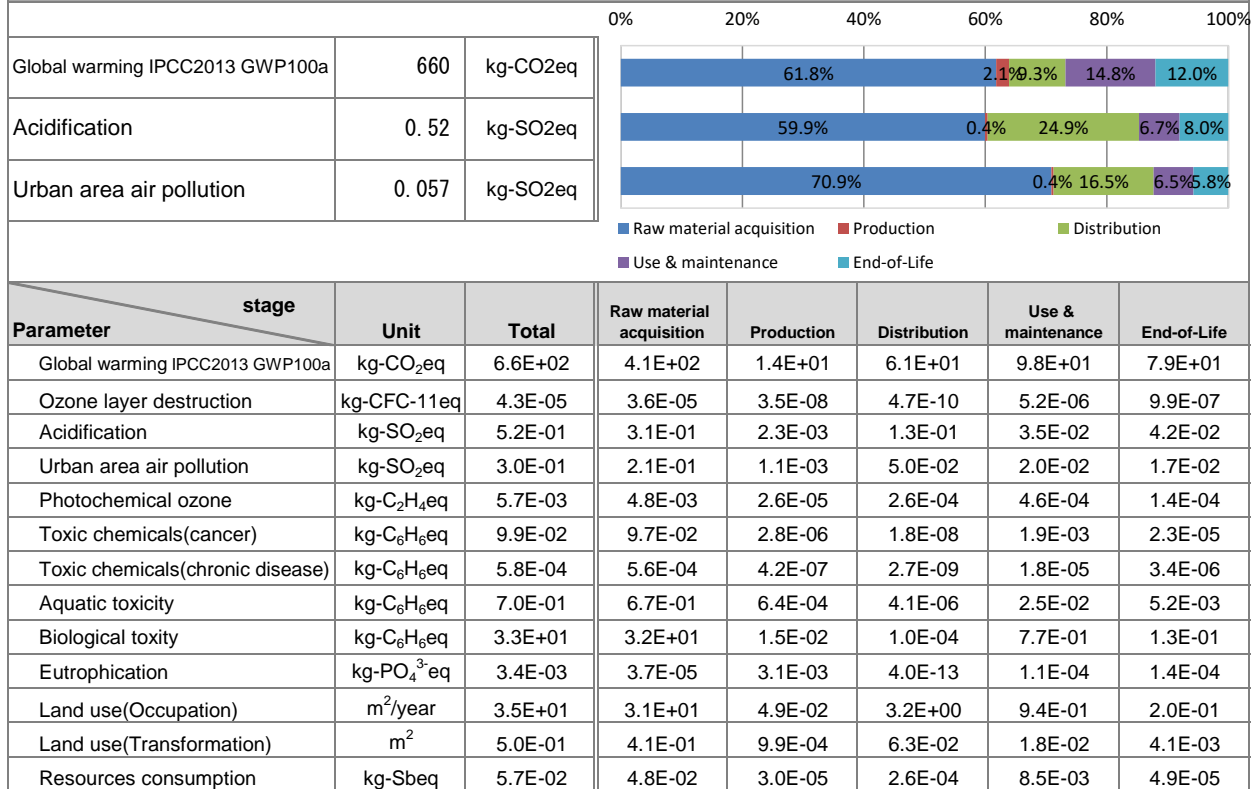 0% 20% 40% 60% 80% 100%
Global warming IPCC2013 GWP100a 660 kg-CO2eq 61.8% 2.1% 9.3% 14.8% 12.0%
Acidification 0.52 kg-SO2eq 59.9% 0.4% 24.9% 6.7% 8.0%
Urban area air pollution 0.057 kg-SO2eq 70.9% 0.4% 16.5% 6.5% 5.8%
Raw material acquisition Production Distribution
Use & maintenance End-of-Life
stage
Parameter Unit Total Raw material acquisition Production Distribution Use & maintenance End-of-Life
Global warming IPCC2013 GWP100a kg-CO₂eq 6.6E+02 4.1E+02 1.4E+01 6.1E+01 9.8E+01 7.9E+01
Ozone layer destruction kg-CFC-11eq 4.3E-05 3.6E-05 3.5E-08 4.7E-10 5.2E-06 9.9E-07
Acidification kg-SO₂eq 5.2E-01 3.1E-01 2.3E-03 1.3E-01 3.5E-02 4.2E-02
Urban area air pollution kg-SO₂eq 3.0E-01 2.1E-01 1.1E-03 5.0E-02 2.0E-02 1.7E-02
Photochemical ozone kg-C₂H₄eq 5.7E-03 4.8E-03 2.6E-05 2.6E-04 4.6E-04 1.4E-04
Toxic chemicals(cancer) kg-C₆H₆eq 9.9E-02 9.7E-02 2.8E-06 1.8E-08 1.9E-03 2.3E-05
Toxic chemicals(chronic disease) kg-C₆H₆eq 5.8E-04 5.6E-04 4.2E-07 2.7E-09 1.8E-05 3.4E-06
Aquatic toxicity kg-C₆H₆eq 7.0E-01 6.7E-01 6.4E-04 4.1E-06 2.5E-02 5.2E-03
Biological toxity kg-C₆H₆eq 3.3E+01 3.2E+01 1.5E-02 1.0E-04 7.7E-01 1.3E-01
Eutrophication kg-PO₄³⁻eq 3.4E-03 3.7E-05 3.1E-03 4.0E-13 1.1E-04 1.4E-04
Land use(Occupation) m²/year 3.5E+01 3.1E+01 4.9E-02 3.2E+00 9.4E-01 2.0E-01
Land use(Transformation) m² 5.0E-01 4.1E-01 9.9E-04 6.3E-02 1.8E-02 4.1E-03
Resources consumption kg-Sbeq 5.7E-02 4.8E-02 3.0E-05 2.6E-04 8.5E-03 4.9E-05